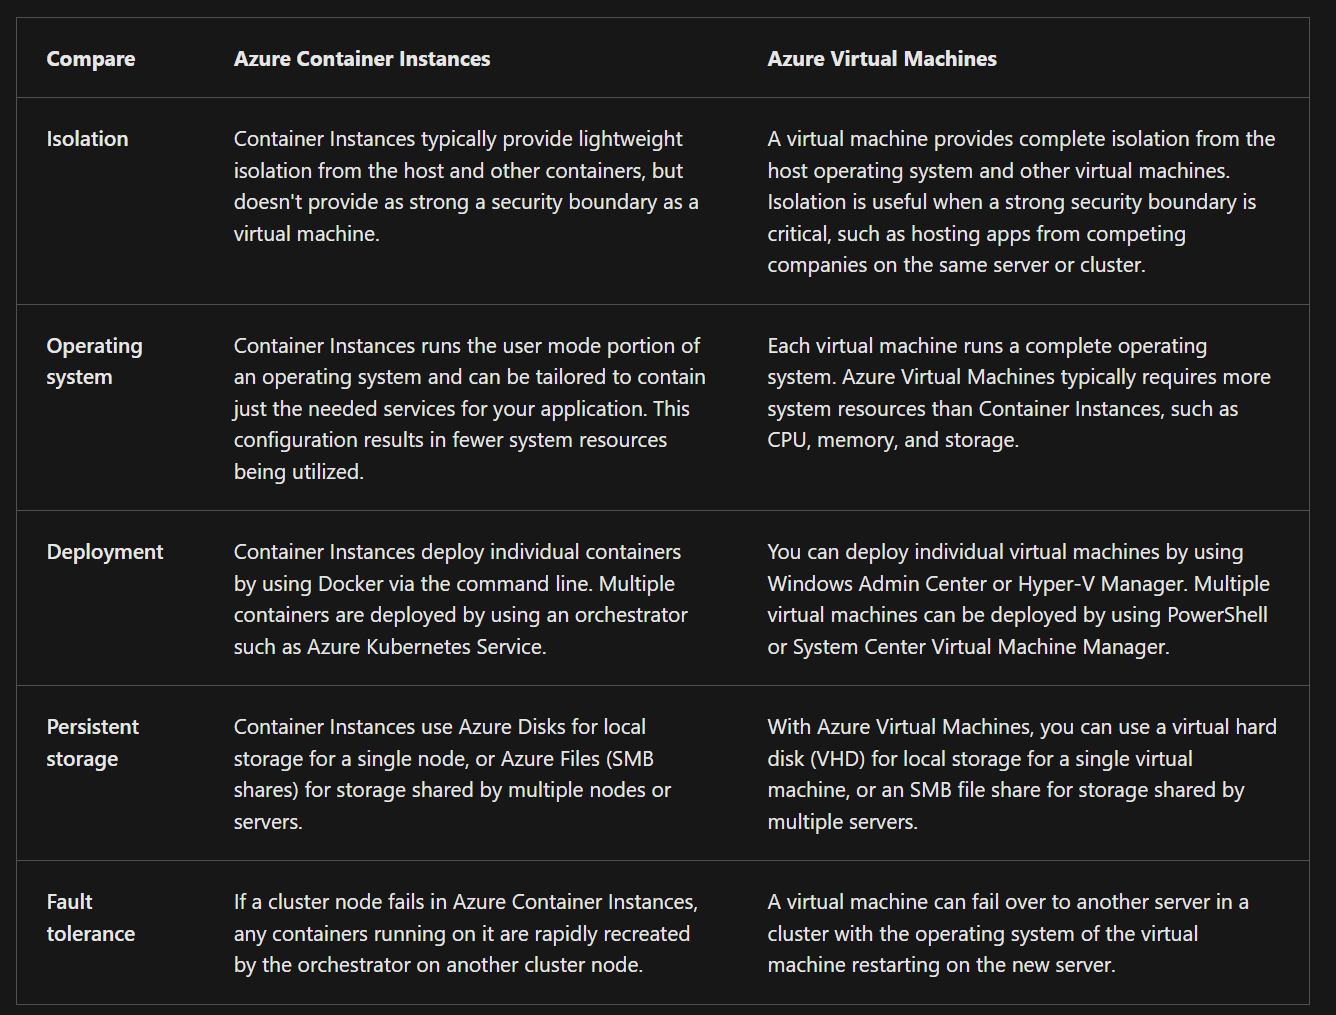 Compare
Azure Container Instances
Azure Virtual Machines
Isolation
Container Instances typically provide lightweight
isolation from the host and other containers, but
doesn't provide as strong a security boundary as a
virtual machine.
A virtual machine provides complete isolation from the
host operating system and other virtual machines.
Isolation is useful when a strong security boundary is
critical, such as hosting apps from competing
companies on the same server or cluster.
Operating
system
Container Instances runs the user mode portion of
an operating system and can be tailored to contain
just the needed services for your application. This
configuration results in fewer system resources
being utilized.
Each virtual machine runs a complete operating
system. Azure Virtual Machines typically requires more
system resources than Container Instances, such as
CPU, memory, and storage.
Deployment
Container Instances deploy individual containers
by using Docker via the command line. Multiple
containers are deployed by using an orchestrator
such as Azure Kubernetes Service.
You can deploy individual virtual machines by using
Windows Admin Center or Hyper-V Manager. Multiple
virtual machines can be deployed by using PowerShell
or System Center Virtual Machine Manager.
Persistent
storage
Container Instances use Azure Disks for local
storage for a single node, or Azure Files (SMB
shares) for storage shared by multiple nodes or
servers.
With Azure Virtual Machines, you can use a virtual hard
disk (VHD) for local storage for a single virtual
machine, or an SMB file share for storage shared by
multiple servers.
Fault
tolerance
If a cluster node fails in Azure Container Instances,
any containers running on it are rapidly recreated
by the orchestrator on another cluster node.
A virtual machine can fail over to another server in a
cluster with the operating system of the virtual
machine restarting on the new server.